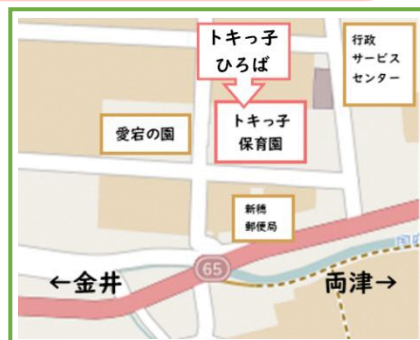 トキっ子
ひろば
行政
サービス
センター
愛宕の園
トキっ子
保育園
新穂
郵便局
65
←金井
両津→